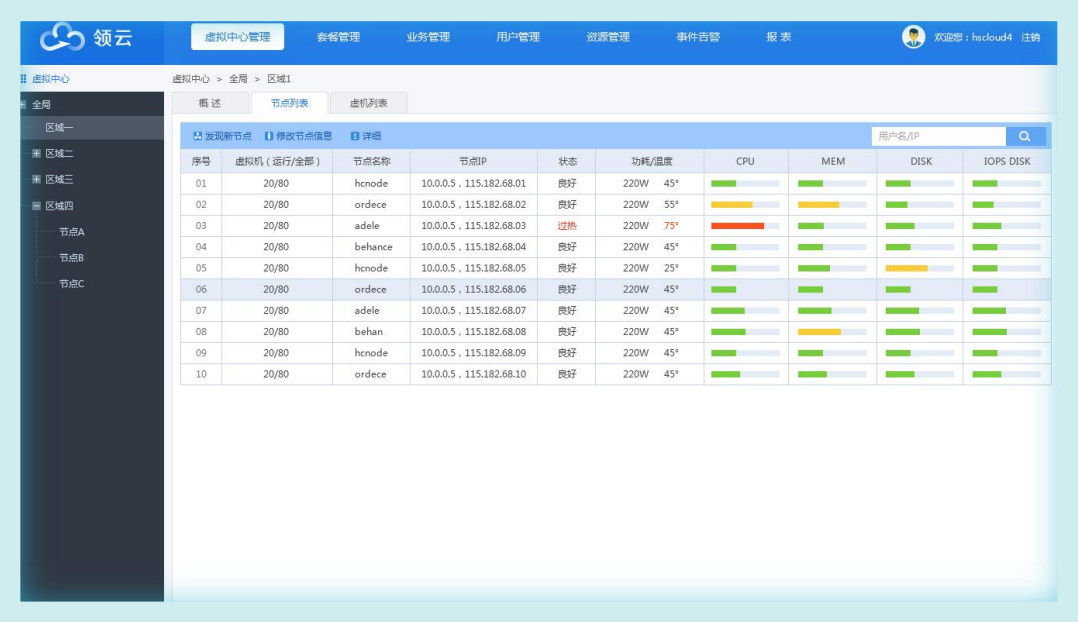 领云 虚拟中心管理 套餐管理 业务管理 用户管理 资源管理 事件告警 报 表 欢迎您：hscloud4 注销
虚拟中心 虚拟中心 > 全局 > 区域1
全局 概 述 节点列表 虚机列表
区域一
区域二
区域三
区域四
节点A
节点B
节点C
发现新节点 修改节点信息 详细 用户名/IP
序号 虚拟机（运行/全部） 节点名称 节点IP 状态 功耗/温度 CPU MEM DISK IOPS DISK
01 20/80 hcnode 10.0.0.5，115.182.68.01 良好 220W 45°
02 20/80 ordece 10.0.0.5，115.182.68.02 良好 220W 55°
03 20/80 adele 10.0.0.5，115.182.68.03 过热 220W 75°
04 20/80 behance 10.0.0.5，115.182.68.04 良好 220W 45°
05 20/80 hcnode 10.0.0.5，115.182.68.05 良好 220W 25°
06 20/80 ordece 10.0.0.5，115.182.68.06 良好 220W 45°
07 20/80 adele 10.0.0.5，115.182.68.07 良好 220W 45°
08 20/80 behan 10.0.0.5，115.182.68.08 良好 220W 45°
09 20/80 hcnode 10.0.0.5，115.182.68.09 良好 220W 45°
10 20/80 ordece 10.0.0.5，115.182.68.10 良好 220W 45°